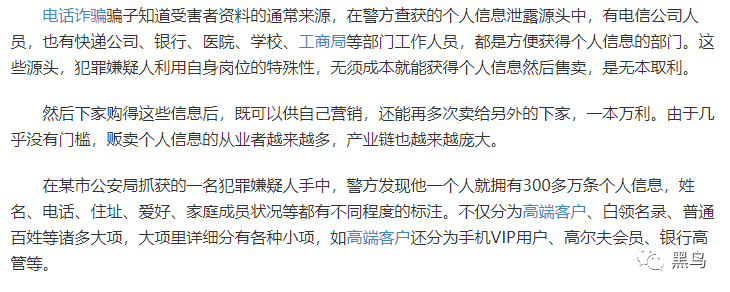 电话诈骗骗子知道受害者资料的通常来源，在警方查获的个人信息泄露源头中，有电信公司人
员，也有快递公司、银行、医院、学校、工商局等部门工作人员，都是方便获得个人信息的部门。这
些源头，犯罪嫌疑人利用自身岗位的特殊性，无须成本就能获得个人信息然后售卖，是无本取利。
然后下家购得这些信息后，既可以供自己营销，还能再多次卖给另外的下家，一本万利。由于几
乎没有门槛，贩卖个人信息的从业者越来越多，产业链也越来越庞大。
在某市公安局抓获的一名犯罪嫌疑人手中，警方发现他一个人就拥有300多万条个人信息，姓
名、电话、住址、爱好、家庭成员状况等都有不同程度的标注。不仅分为高端客户、白领名录、普通
百姓等诸多大项，大项里详细分有各种小项，如高端客户还分为手机VIP用户、高尔夫会员、银行高
管等。
黑鸟